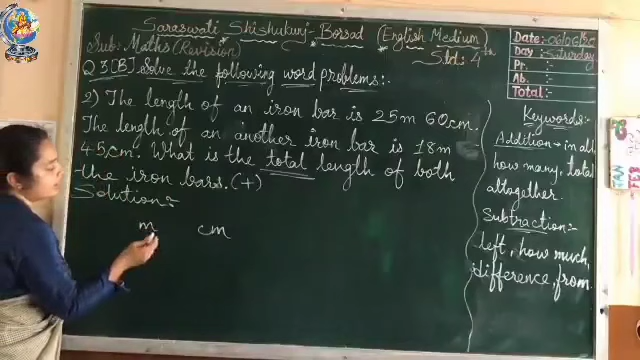 Saraswati Shishukunj-Borsad (English Medium)
Sub: Maths (Revision)
Std: 4th
Date:
Day: Saturday
Pr. :
Ab. :
Total:
Q 3 [B] Solve the following word problems:-
2) The length of an iron bar is 25m 60cm.
The length of an another iron bar is 18m
45cm. What is the total length of both
the iron bars. (+)
Solution:-
m cm
Keywords:-
Addition - in all
how many, total
altogether.
Subtraction:-
left, how much,
difference, from.
JAN
FEB